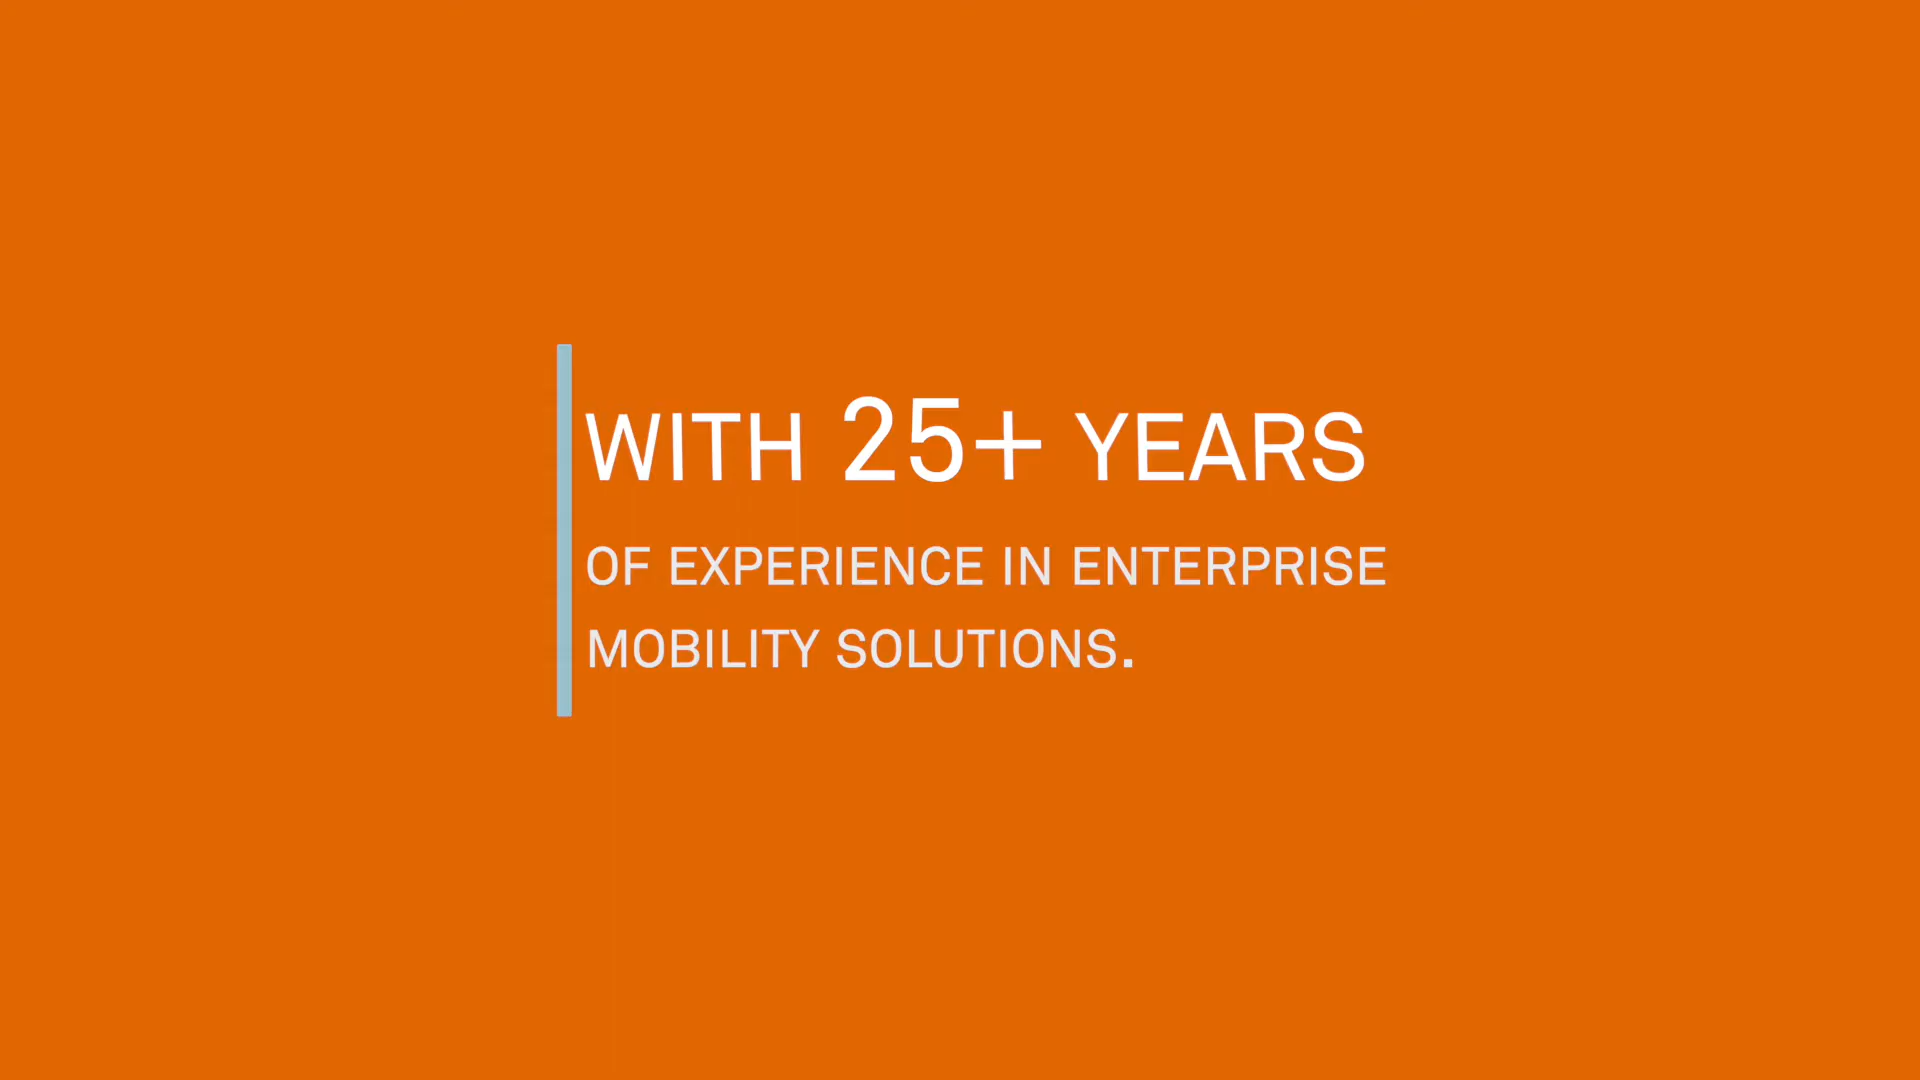 WITH 25+ YEARS
OF EXPERIENCE IN ENTERPRISE
MOBILITY SOLUTIONS.